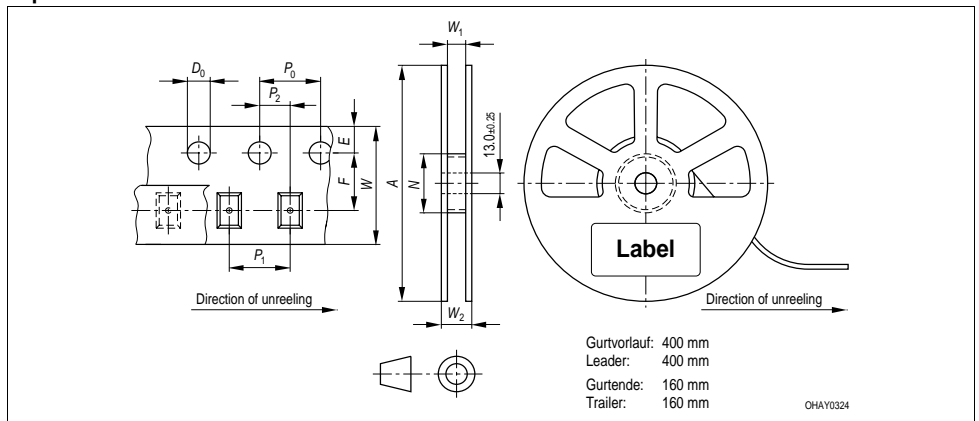 W1
D0
P0
P2
E
F
W
A
N
13.0±0.25
P1
Label
Direction of unreeling
W2
Direction of unreeling
Gurtvorlauf: 400 mm
Leader: 400 mm
Gurtende: 160 mm
Trailer: 160 mm
OHAY0324